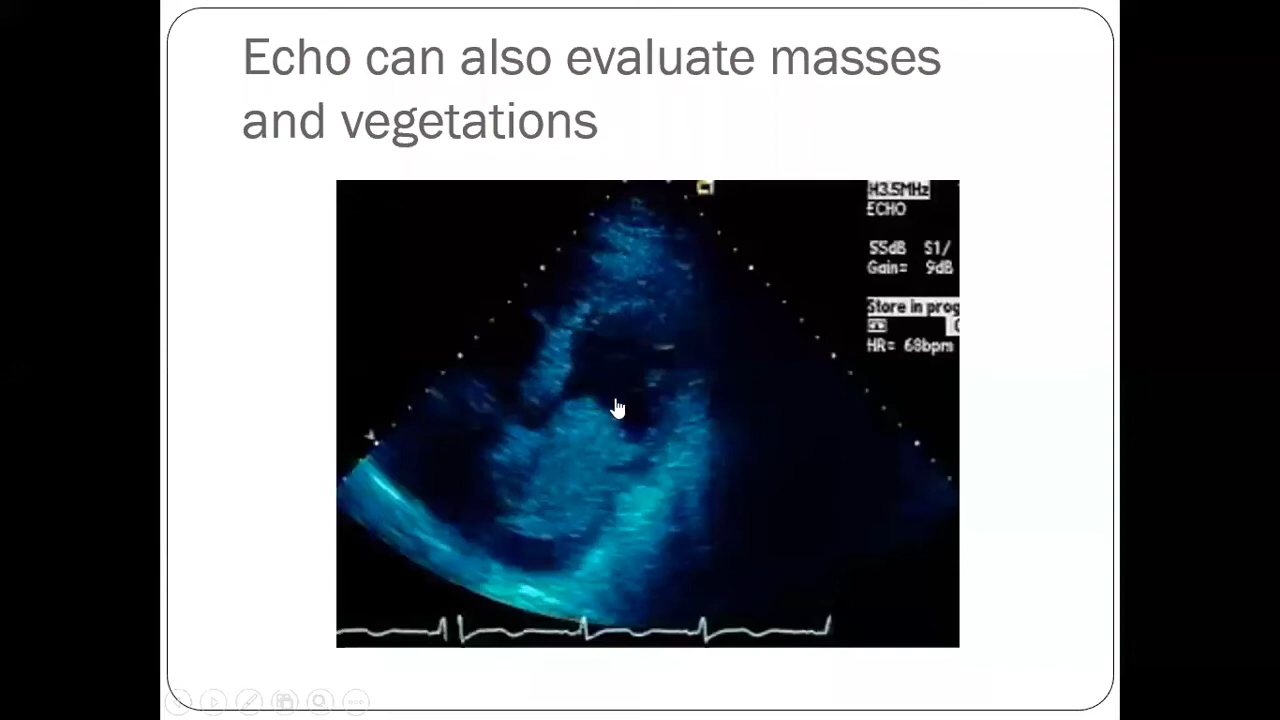 Echo can also evaluate masses
and vegetations
H3.5MHz
ECHO
55dB S1/
Gain= 9dB
Store in prog
HR= 68bpm